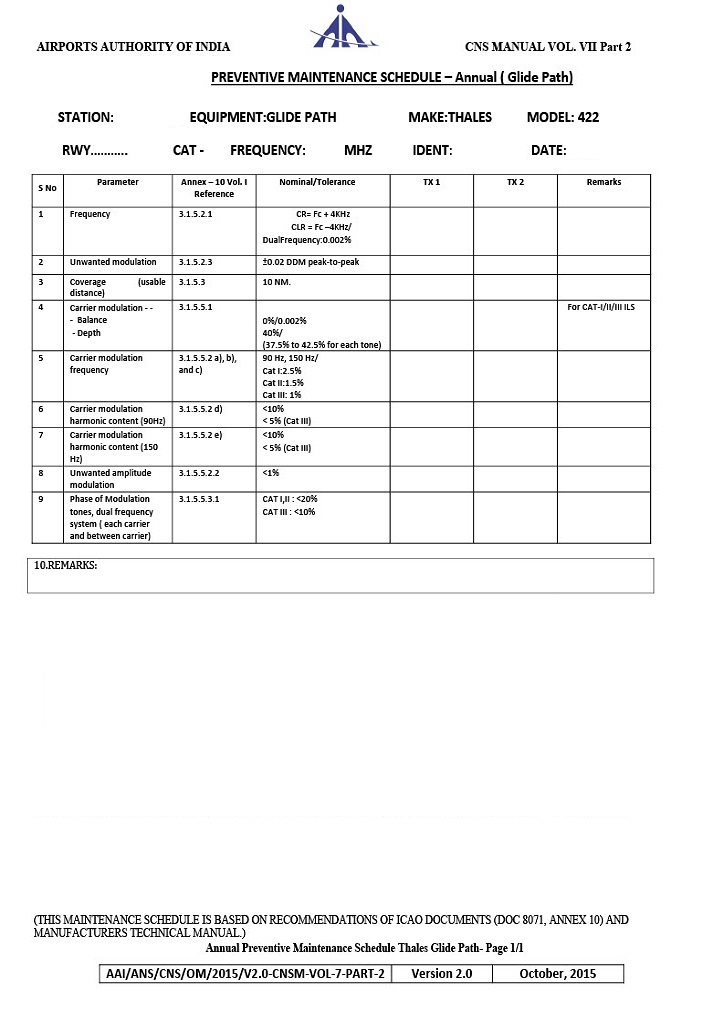 AIRPORTS AUTHORITY OF INDIA CNS MANUAL VOL. VII Part 2
PREVENTIVE MAINTENANCE SCHEDULE – Annual ( Glide Path)
STATION: EQUIPMENT:GLIDE PATH MAKE:THALES MODEL: 422
RWY........... CAT - FREQUENCY: MHZ IDENT: DATE:
S No Parameter Annex – 10 Vol. I Reference Nominal/Tolerance TX 1 TX 2 Remarks
1 Frequency 3.1.5.2.1 CR= Fc + 4KHz
CLR = Fc –4KHz/
DualFrequency:0.002%
2 Unwanted modulation 3.1.5.2.3 ±0.02 DDM peak-to-peak
3 Coverage (usable 3.1.5.3 10 NM.
distance)
4 Carrier modulation - - 3.1.5.5.1 For CAT-I/II/III ILS
- Balance 0%/0.002%
- Depth 40%/
(37.5% to 42.5% for each tone)
5 Carrier modulation 3.1.5.5.2 a), b), 90 Hz, 150 Hz/
frequency and c) Cat I:2.5%
Cat II:1.5%
Cat III: 1%
6 Carrier modulation 3.1.5.5.2 d) <10%
harmonic content (90Hz) < 5% (Cat III)
7 Carrier modulation 3.1.5.5.2 e) <10%
harmonic content (150 < 5% (Cat III)
Hz)
8 Unwanted amplitude 3.1.5.5.2.2 <1%
modulation
9 Phase of Modulation 3.1.5.5.3.1 CAT I,II : <20%
tones, dual frequency CAT III : <10%
system ( each carrier
and between carrier)
10.REMARKS:
(THIS MAINTENANCE SCHEDULE IS BASED ON RECOMMENDATIONS OF ICAO DOCUMENTS (DOC 8071, ANNEX 10) AND
MANUFACTURERS TECHNICAL MANUAL.)
Annual Preventive Maintenance Schedule Thales Glide Path- Page 1/1
AAI/ANS/CNS/OM/2015/V2.0-CNSM-VOL-7-PART-2 Version 2.0 October, 2015